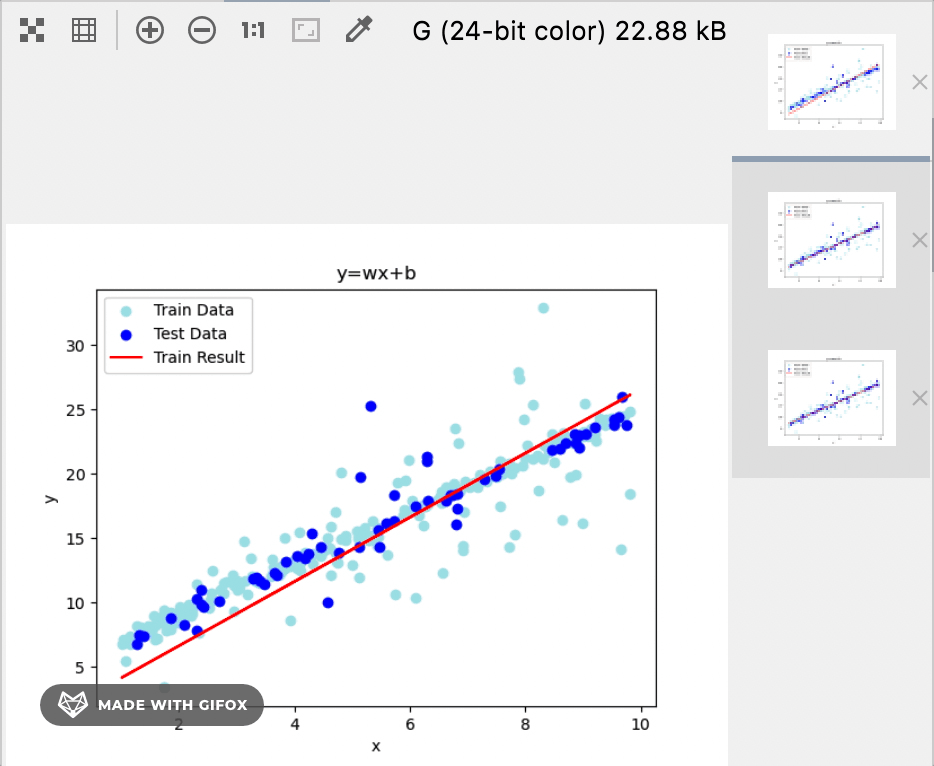 1:1
G (24-bit color) 22.88 kB
y=wx+b
Train Data
Test Data
Train Result
30
25
20
15
10
5
y
2 4 6 8 10
x
MADE WITH GIFOX